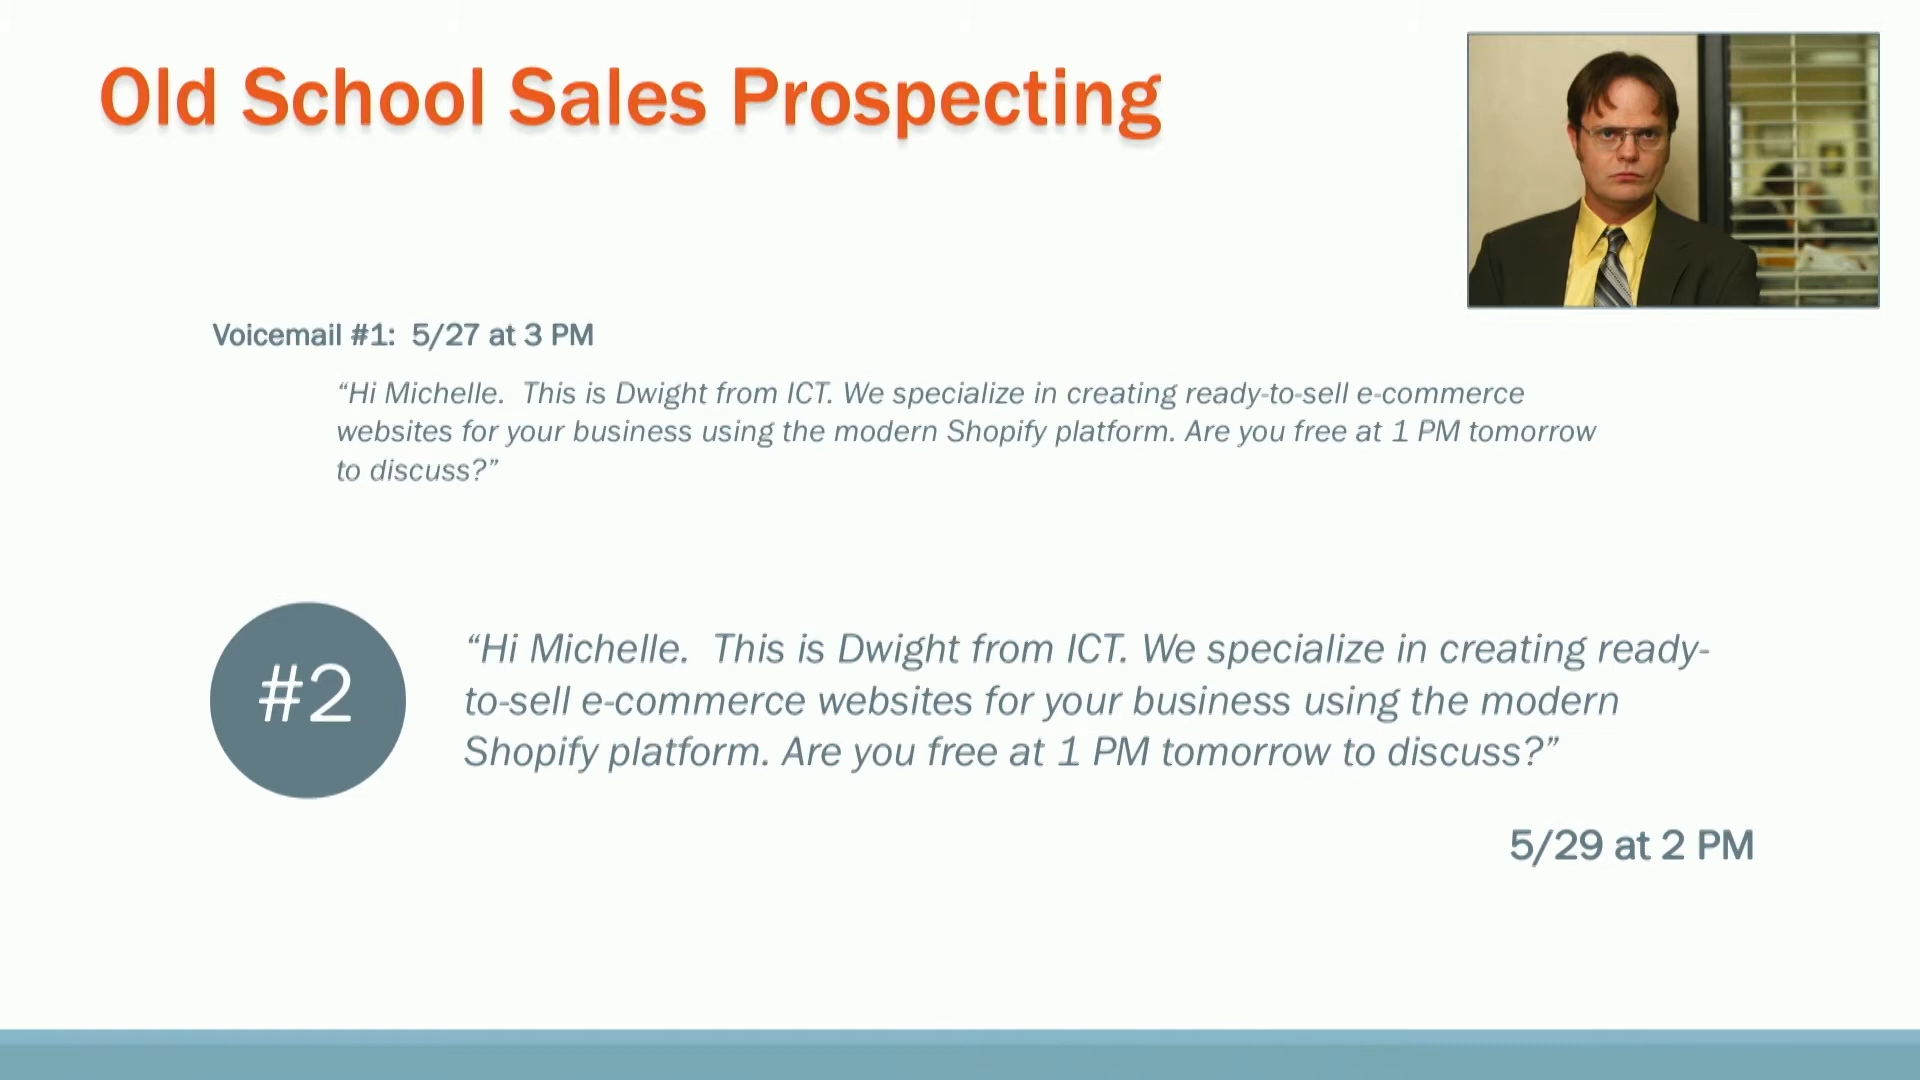 Old School Sales Prospecting
Voicemail #1:  5/27 at 3 PM
“Hi Michelle.  This is Dwight from ICT. We specialize in creating ready-to-sell e-commerce
websites for your business using the modern Shopify platform. Are you free at 1 PM tomorrow
to discuss?”
#2
“Hi Michelle.  This is Dwight from ICT. We specialize in creating ready-
to-sell e-commerce websites for your business using the modern
Shopify platform. Are you free at 1 PM tomorrow to discuss?”
5/29 at 2 PM